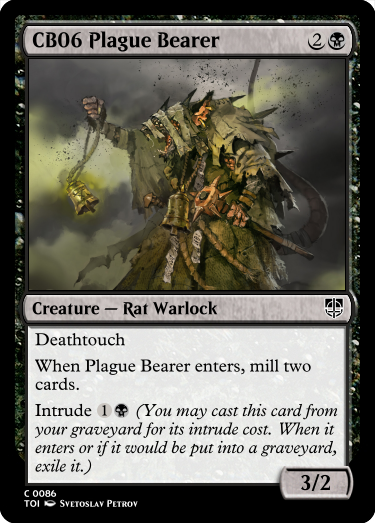 CB06 Plague Bearer 2
Creature — Rat Warlock
Deathtouch
When Plague Bearer enters, mill two
cards.
Intrude 1 (You may cast this card from
your graveyard for its intrude cost. When it
enters or if it would be put into a graveyard,
exile it.)
3/2
C 0086
TOI Svetoslav Petrov